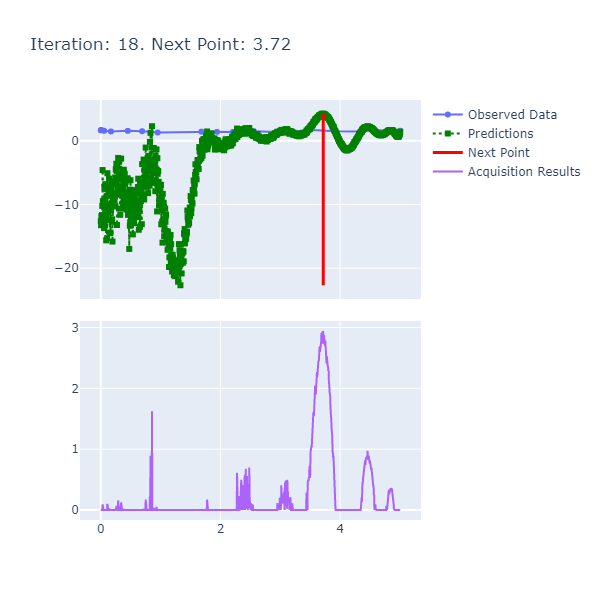 Iteration: 18. Next Point: 3.72
Observed Data
Predictions
Next Point
Acquisition Results
0
−10
−20
3
2
1
0
0
2
4